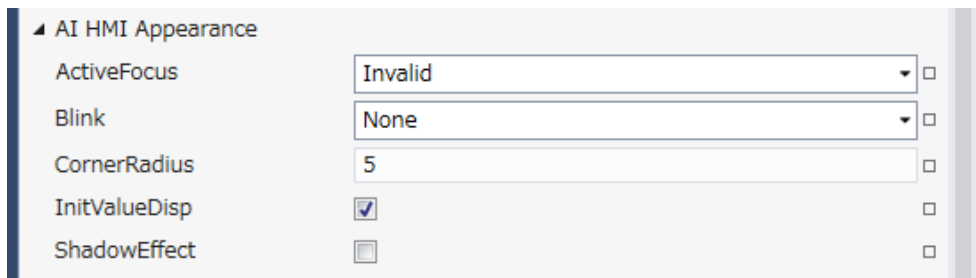 AI HMI Appearance
ActiveFocus Invalid
Blink None
CornerRadius 5
InitValueDisp
ShadowEffect